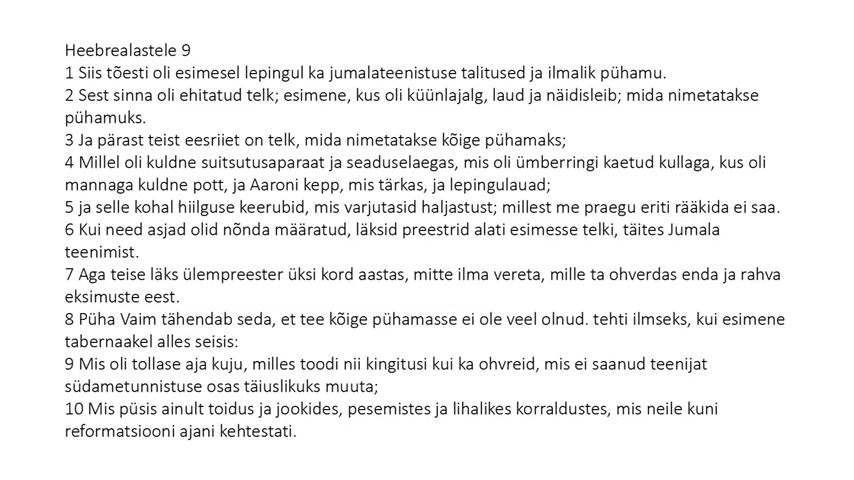 Heebrealastele 9
1 Siis tõesti oli esimesel lepingul ka jumalateenistuse talitused ja ilmalik pühamu.
2 Sest sinna oli ehitatud telk; esimene, kus oli küünlajalg, laud ja näidisleib; mida nimetatakse
pühamuks.
3 Ja pärast teist eesriiet on telk, mida nimetatakse kõige pühamaks;
4 Millel oli kuldne suitsutusaparaat ja seaduselaegas, mis oli ümberringi kaetud kullaga, kus oli
mannaga kuldne pott, ja Aaroni kepp, mis tärkas, ja lepingulauad;
5 ja selle kohal hiilguse keerubid, mis varjutasid haljastust; millest me praegu eriti rääkida ei saa.
6 Kui need asjad olid nõnda määratud, läksid preestrid alati esimesse telki, täites Jumala
teenimist.
7 Aga teise läks ülempreester üksi kord aastas, mitte ilma vereta, mille ta ohverdas enda ja rahva
eksimuste eest.
8 Püha Vaim tähendab seda, et tee kõige pühamasse ei ole veel olnud. tehti ilmseks, kui esimene
tabernaakel alles seisis:
9 Mis oli tollase aja kuju, milles toodi nii kingitusi kui ka ohvreid, mis ei saanud teenijat
südametunnistuse osas täiuslikuks muuta;
10 Mis püsis ainult toidus ja jookides, pesemistes ja lihalikes korraldustes, mis neile kuni
reformatsiooni ajani kehtestati.